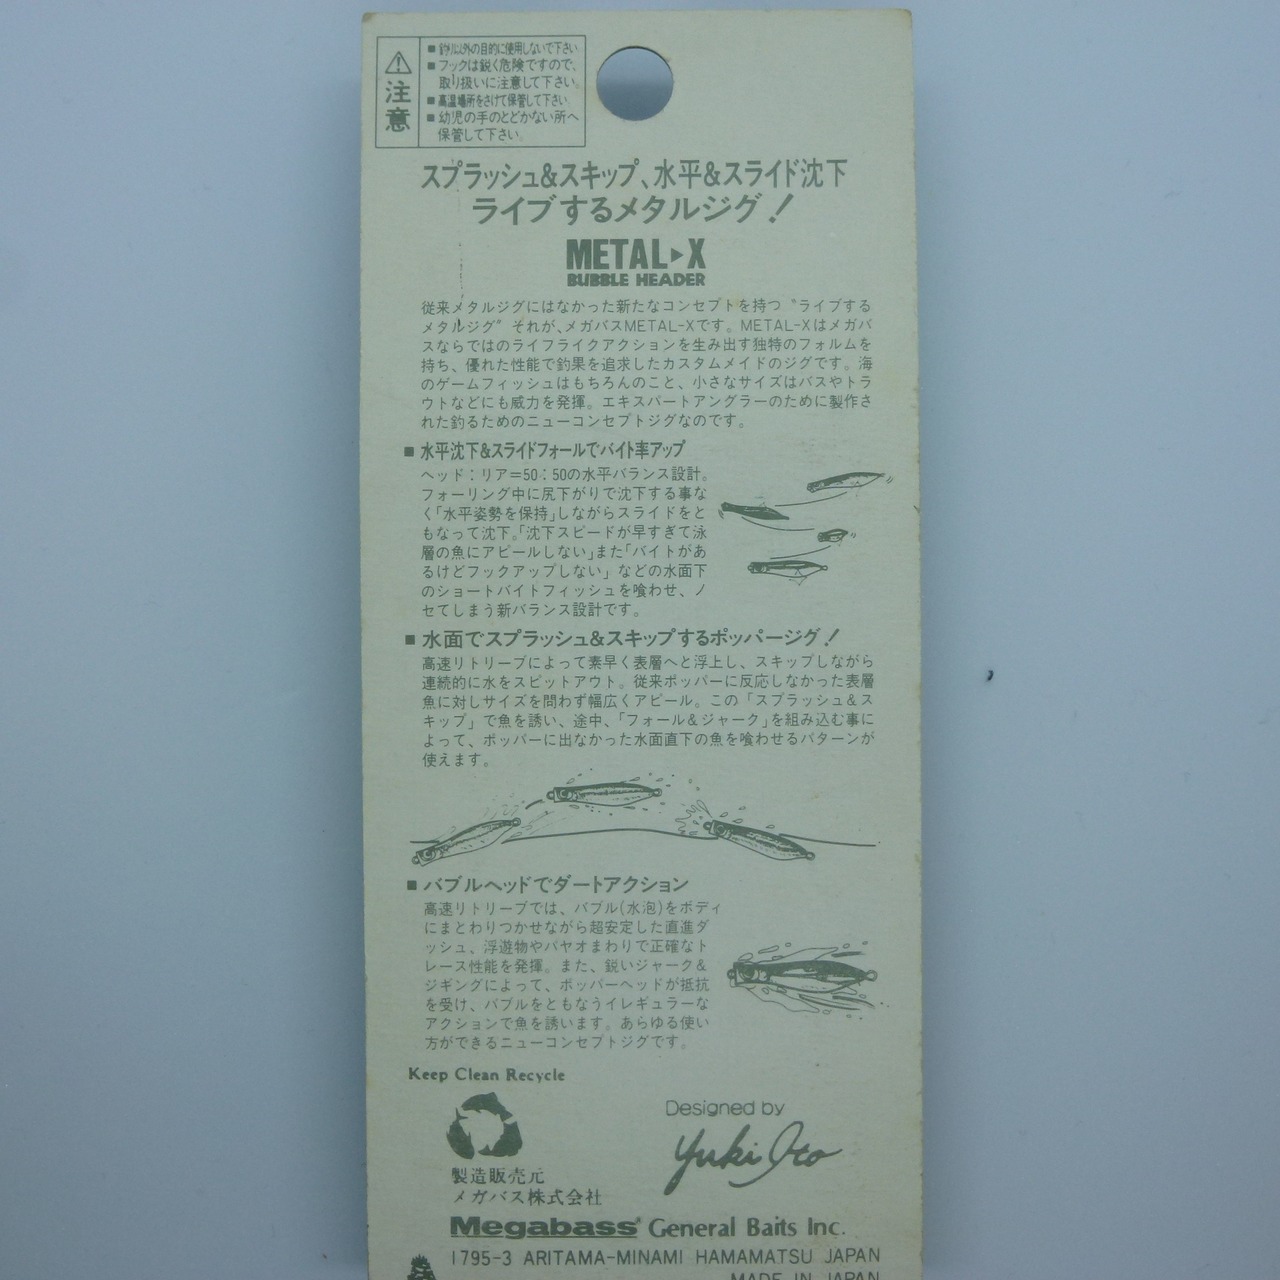 注意
■釣り以外の目的に使用しないで下さい
■フックは鋭く危険ですので、
取り扱いに注意して下さい。
■高温場所をさけて保管して下さい。
■幼児の手のとどかない所へ
保管して下さい。
スプラッシュ&スキップ、水平&スライド沈下
ライブするメタルジグ!
METAL▸X
BUBBLE HEADER
従来メタルジグにはなかった新たなコンセプトを持つ〝ライブする
メタルジグ〞それが、メガバスMETAL-Xです。METAL-Xはメガバ
スならではのライフライクアクションを生み出す独特のフォルムを
持ち、優れた性能で釣果を追求したカスタムメイドのジグです。海
のゲームフィッシュはもちろんのこと、小さなサイズはバスやトラ
ウトなどにも威力を発揮。エキスパートアングラーのために製作さ
れた釣るためのニューコンセプトジグなのです。
■水平沈下&スライドフォールでバイト率アップ
ヘッド:リア=50:50の水平バランス設計。
フォーリング中に尻下がりで沈下する事な
く「水平姿勢を保持」しながらスライドをと
もなって沈下。「沈下スピードが早すぎて泳
層の魚にアピールしない」また「バイトがあ
るけどフックアップしない」などの水面下
のショートバイトフィッシュを喰わせ、ノ
セてしまう新バランス設計です。
■水面でスプラッシュ&スキップするポッパージグ!
高速リトリーブによって素早く表層へと浮上し、スキップしながら
連続的に水をスピットアウト。従来ポッパーに反応しなかった表層
魚に対しサイズを問わず幅広くアピール。この「スプラッシュ&ス
キップ」で魚を誘い、途中、「フォール&ジャーク」を組み込む事に
よって、ポッパーに出なかった水面直下の魚を喰わせるパターンが
使えます。
■バブルヘッドでダートアクション
高速リトリーブでは、バブル(水泡)をボディ
にまとわりつかせながら超安定した直進ダ
ッシュ、浮遊物やパヤオまわりで正確なト
レース性能を発揮。また、鋭いジャーク&
ジギングによって、ポッパーヘッドが抵抗
を受け、バブルをともなうイレギュラーな
アクションで魚を誘います。あらゆる使い
方ができるニューコンセプトジグです。
Keep Clean Recycle
Designed by
Yuki Ito
製造販売元
メガバス株式会社
Megabass General Baits Inc.
1795-3 ARITAMA-MINAMI HAMAMATSU JAPAN
MADE IN JAPAN